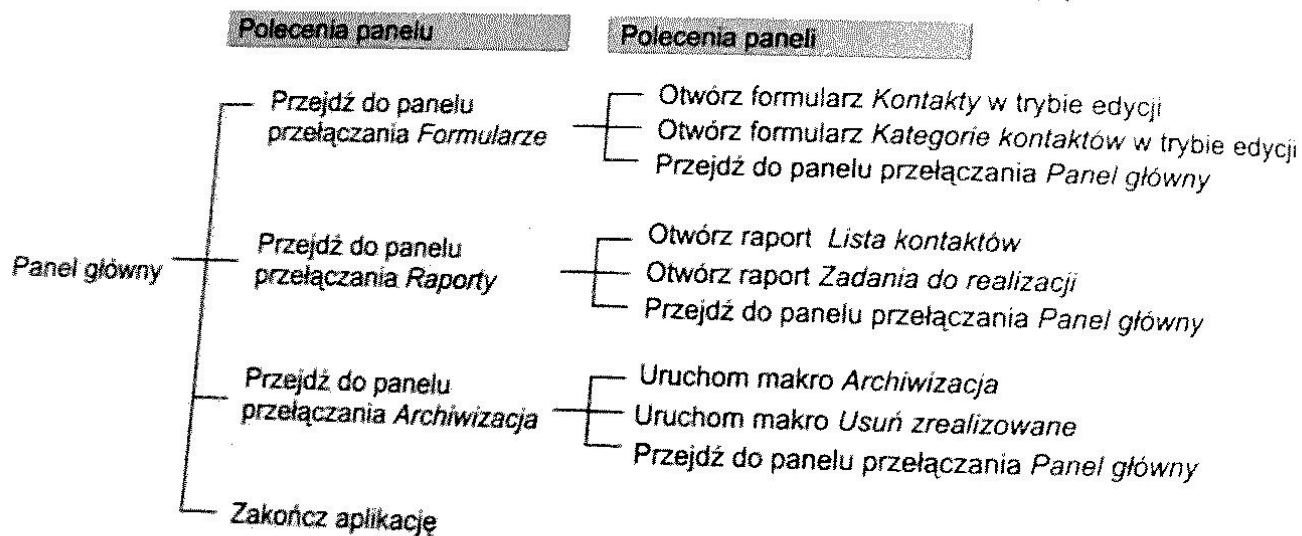 Polecenia panelu
Polecenia paneli
Panel główny
Przejdź do panelu
przełączania Formularze
Otwórz formularz Kontakty w trybie edycji
Otwórz formularz Kategorie kontaktów w trybie edycji
Przejdź do panelu przełączania Panel główny
Przejdź do panelu
przełączania Raporty
Otwórz raport Lista kontaktów
Otwórz raport Zadania do realizacji
Przejdź do panelu przełączania Panel główny
Przejdź do panelu
przełączania Archiwizacja
Uruchom makro Archiwizacja
Uruchom makro Usuń zrealizowane
Przejdź do panelu przełączania Panel główny
Zakończ aplikację